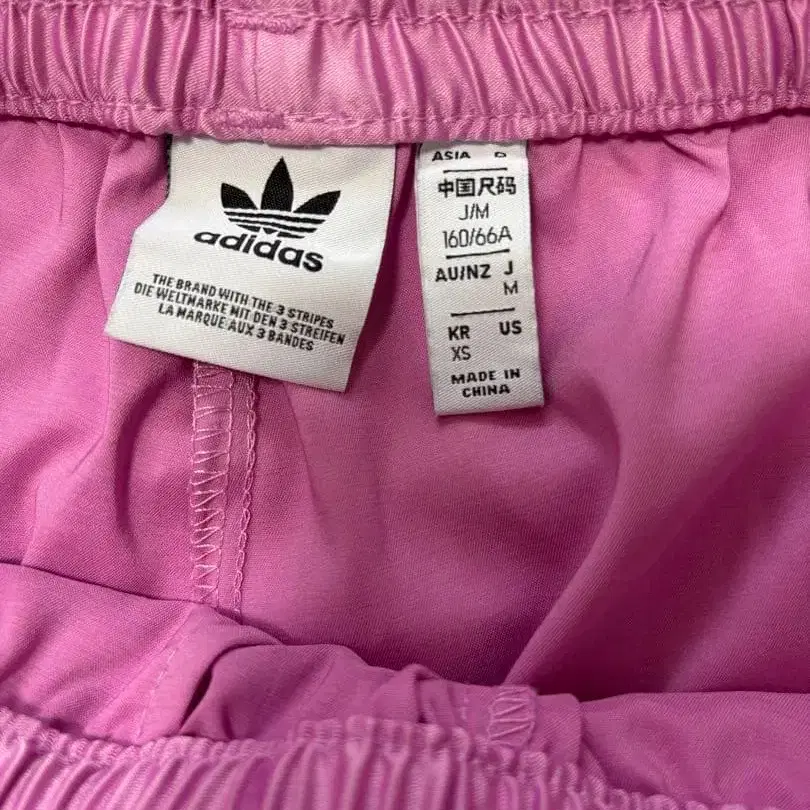 adidas
THE BRAND WITH THE 3 STRIPES
DIE WELTMARKE MIT DEN 3 STREIFEN
LA MARQUE AUX 3 BANDES
ASIA
中国尺码
J/M
160/66A
AU/NZ J
M
KR US
XS
MADE IN
CHINA